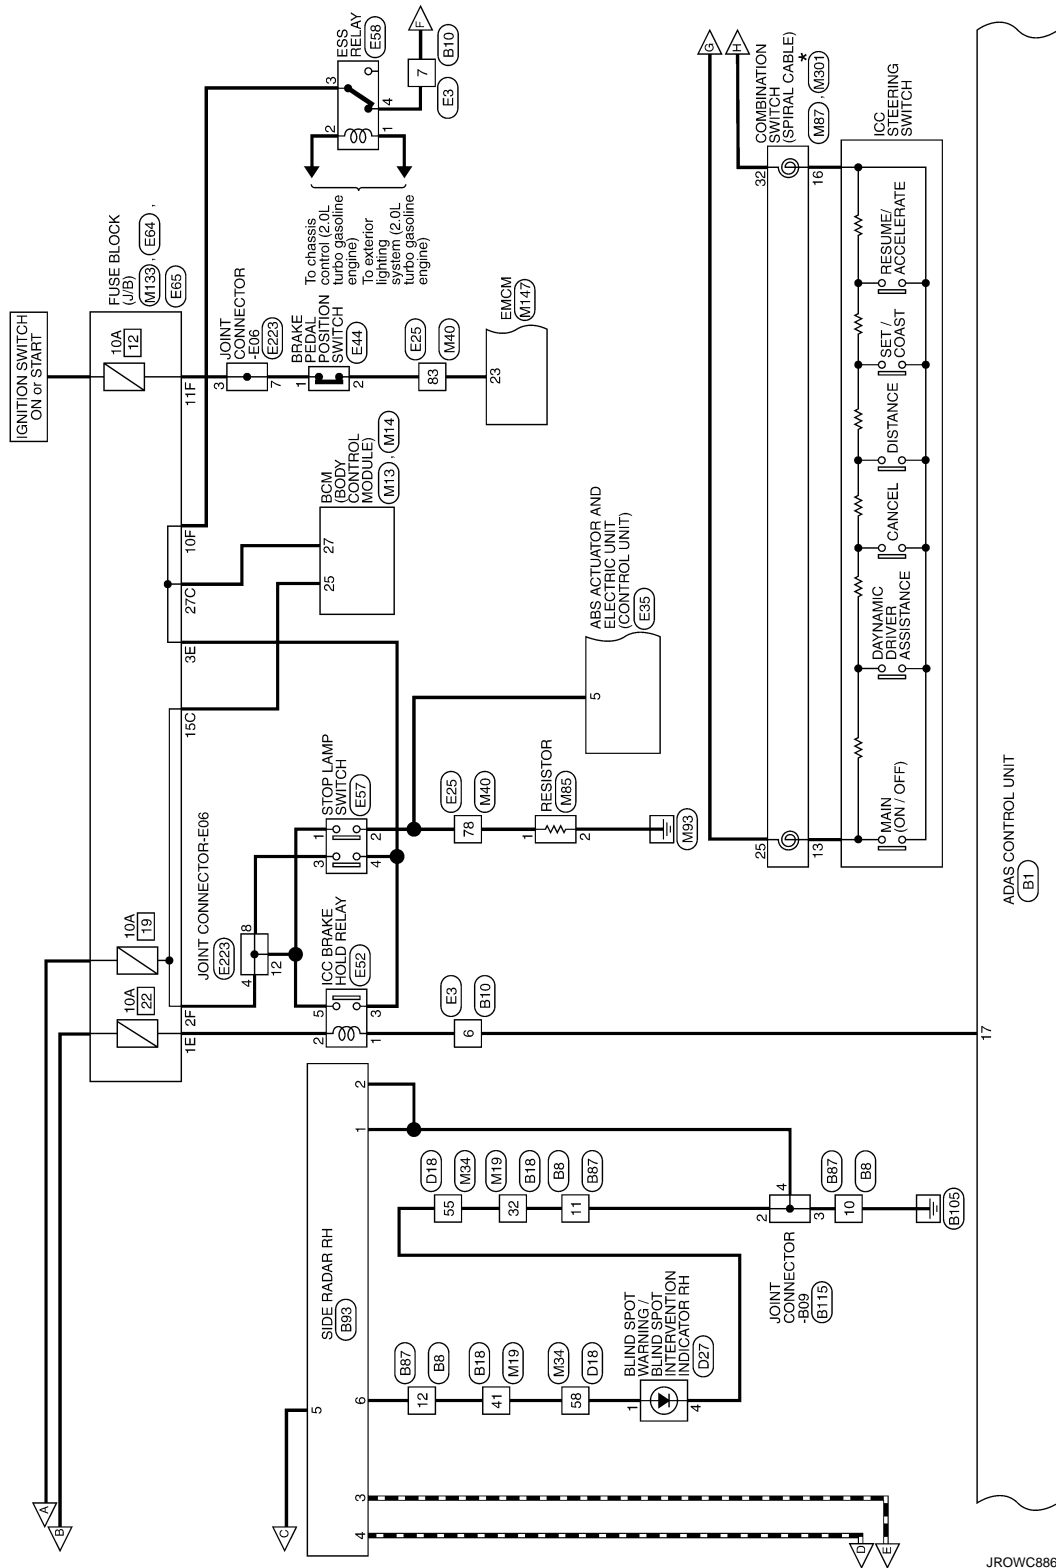 IGNITION SWITCH
ON or START
A
B
10A
22
10A
19
10A
12
FUSE BLOCK
(J/B)
M133 , E64 ,
E65
1E
2F
15C
3E
27C
10F
11F
JOINT CONNECTOR-E06
E223
4
8
12
3
7
JOINT
CONNECTOR
-E06
E223
1
2
BRAKE
PEDAL
POSITION
SWITCH
E44
83
E25
M40
23
EMCM
M147
3
4
2
1
ESS
RELAY
E58
7
E3
B10
F
To chassis
control (2.0L
turbo gasoline
engine)
To exterior
lighting
system (2.0L
turbo gasoline
engine)
25
27
BCM
(BODY
CONTROL
MODULE)
M13 , M14
2
5
1
3
ICC BRAKE
HOLD RELAY
E52
3
1
4
2
STOP LAMP
SWITCH
E57
6
E3
B10
78
E25
M40
1
2
RESISTOR
M85
M93
5
ABS ACTUATOR AND
ELECTRIC UNIT
(CONTROL UNIT)
E35
SIDE RADAR RH
B93
C
5
4
3
6
1
2
D
E
12
B87
B8
41
B18
M19
58
M34
D18
1
4
BLIND SPOT
WARNING /
BLIND SPOT
INTERVENTION
INDICATOR RH
D27
55
D18
M34
32
M19
B18
11
B8
B87
2
4
3
JOINT
CONNECTOR
-B09
B115
10
B87
B8
B105
G
H
25
32
13
16
COMBINATION
SWITCH
(SPIRAL CABLE)
*
M87 , M301
MAIN
(ON / OFF)
DAYNAMIC
DRIVER
ASSISTANCE
CANCEL
DISTANCE
SET /
COAST
RESUME/
ACCELERATE
ICC
STEERING
SWITCH
17
ADAS CONTROL UNIT
B1
JROWC886